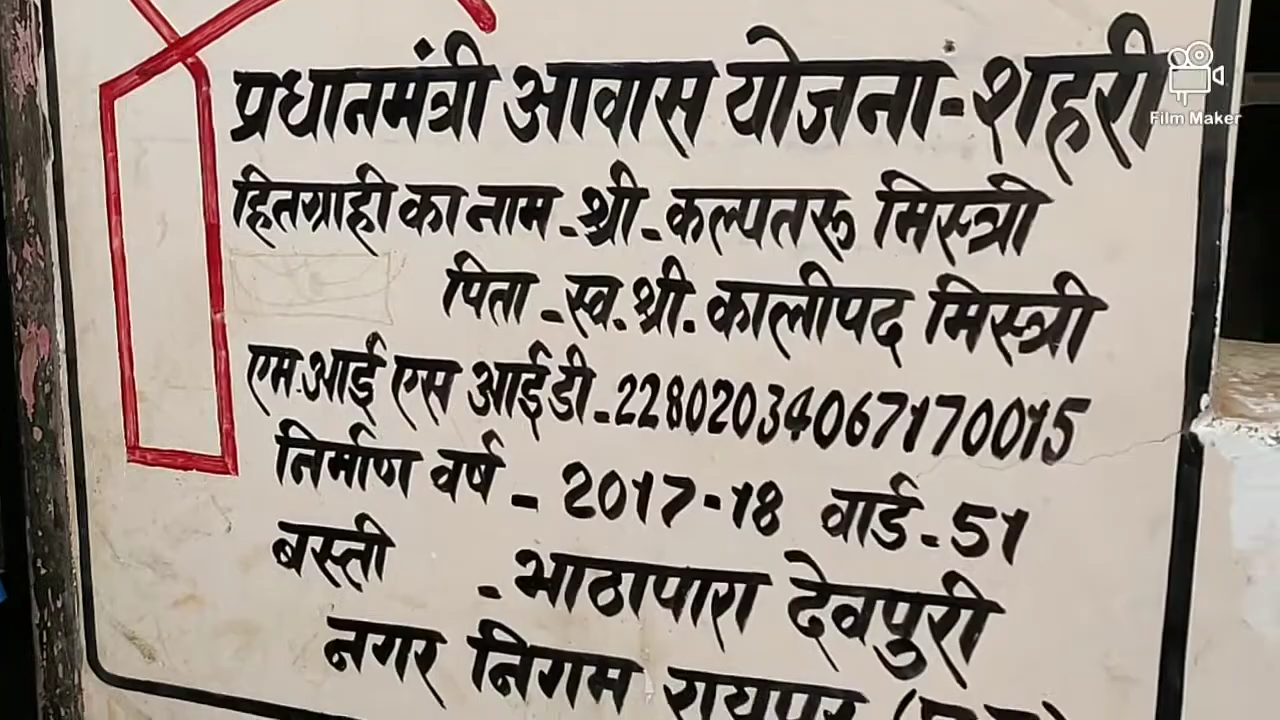 प्रधानमंत्री आवास योजना-शहरी
Film Maker
हितग्राही का नाम - श्री. कल्पतरू मिस्त्री
पिता - स्व. श्री. कालीपद मिस्त्री
एम.आई एस आईडी - 22802034067170015
निर्माण वर्ष - 2017-18 वार्ड - 51
बस्ती - भाठापारा देवपुरी
नगर निगम रायपुर